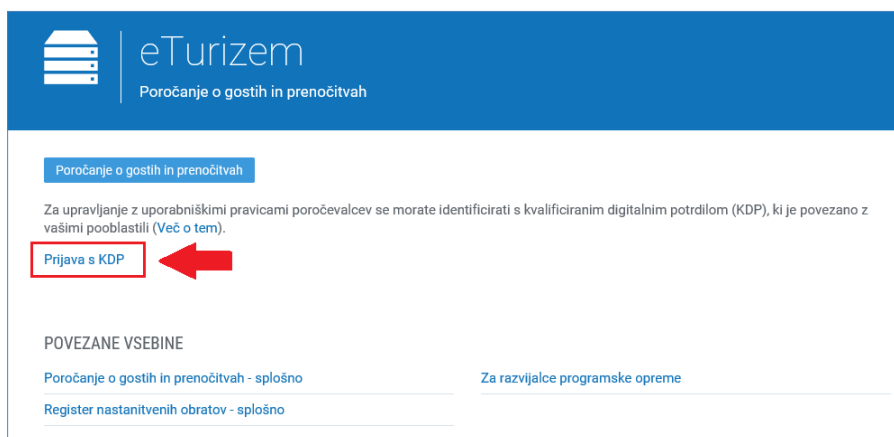 eTurizem
Poročanje o gostih in prenočitvah
Poročanje o gostih in prenočitvah
Za upravljanje z uporabniškimi pravicami poročevalcev se morate identificirati s kvalificiranim digitalnim potrdilom (KDP), ki je povezano z
vašimi pooblastili (Več o tem).
Prijava s KDP
POVEZANE VSEBINE
Poročanje o gostih in prenočitvah - splošno
Za razvijalce programske opreme
Register nastanitvenih obratov - splošno